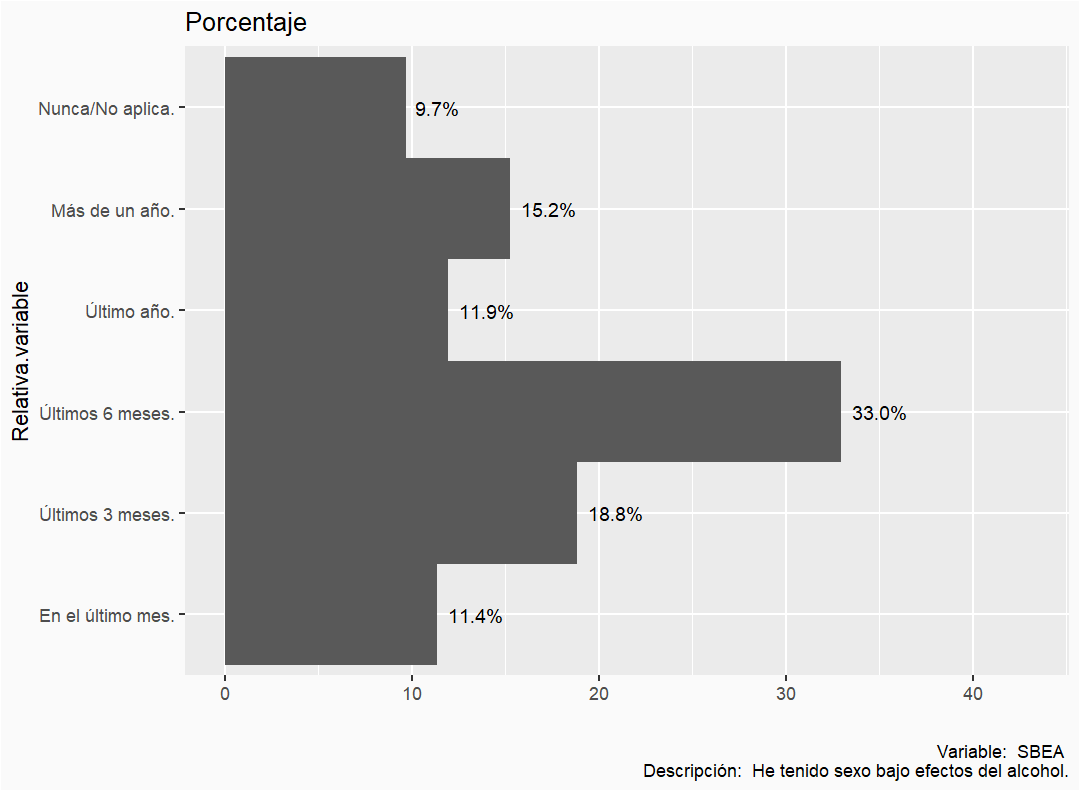 Porcentaje
Relativa.variable
Nunca/No aplica.
9.7%
Más de un año.
15.2%
Último año.
11.9%
Últimos 6 meses.
33.0%
Últimos 3 meses.
18.8%
En el último mes.
11.4%
0 10 20 30 40
Variable:  SBEA
Descripción:  He tenido sexo bajo efectos del alcohol.